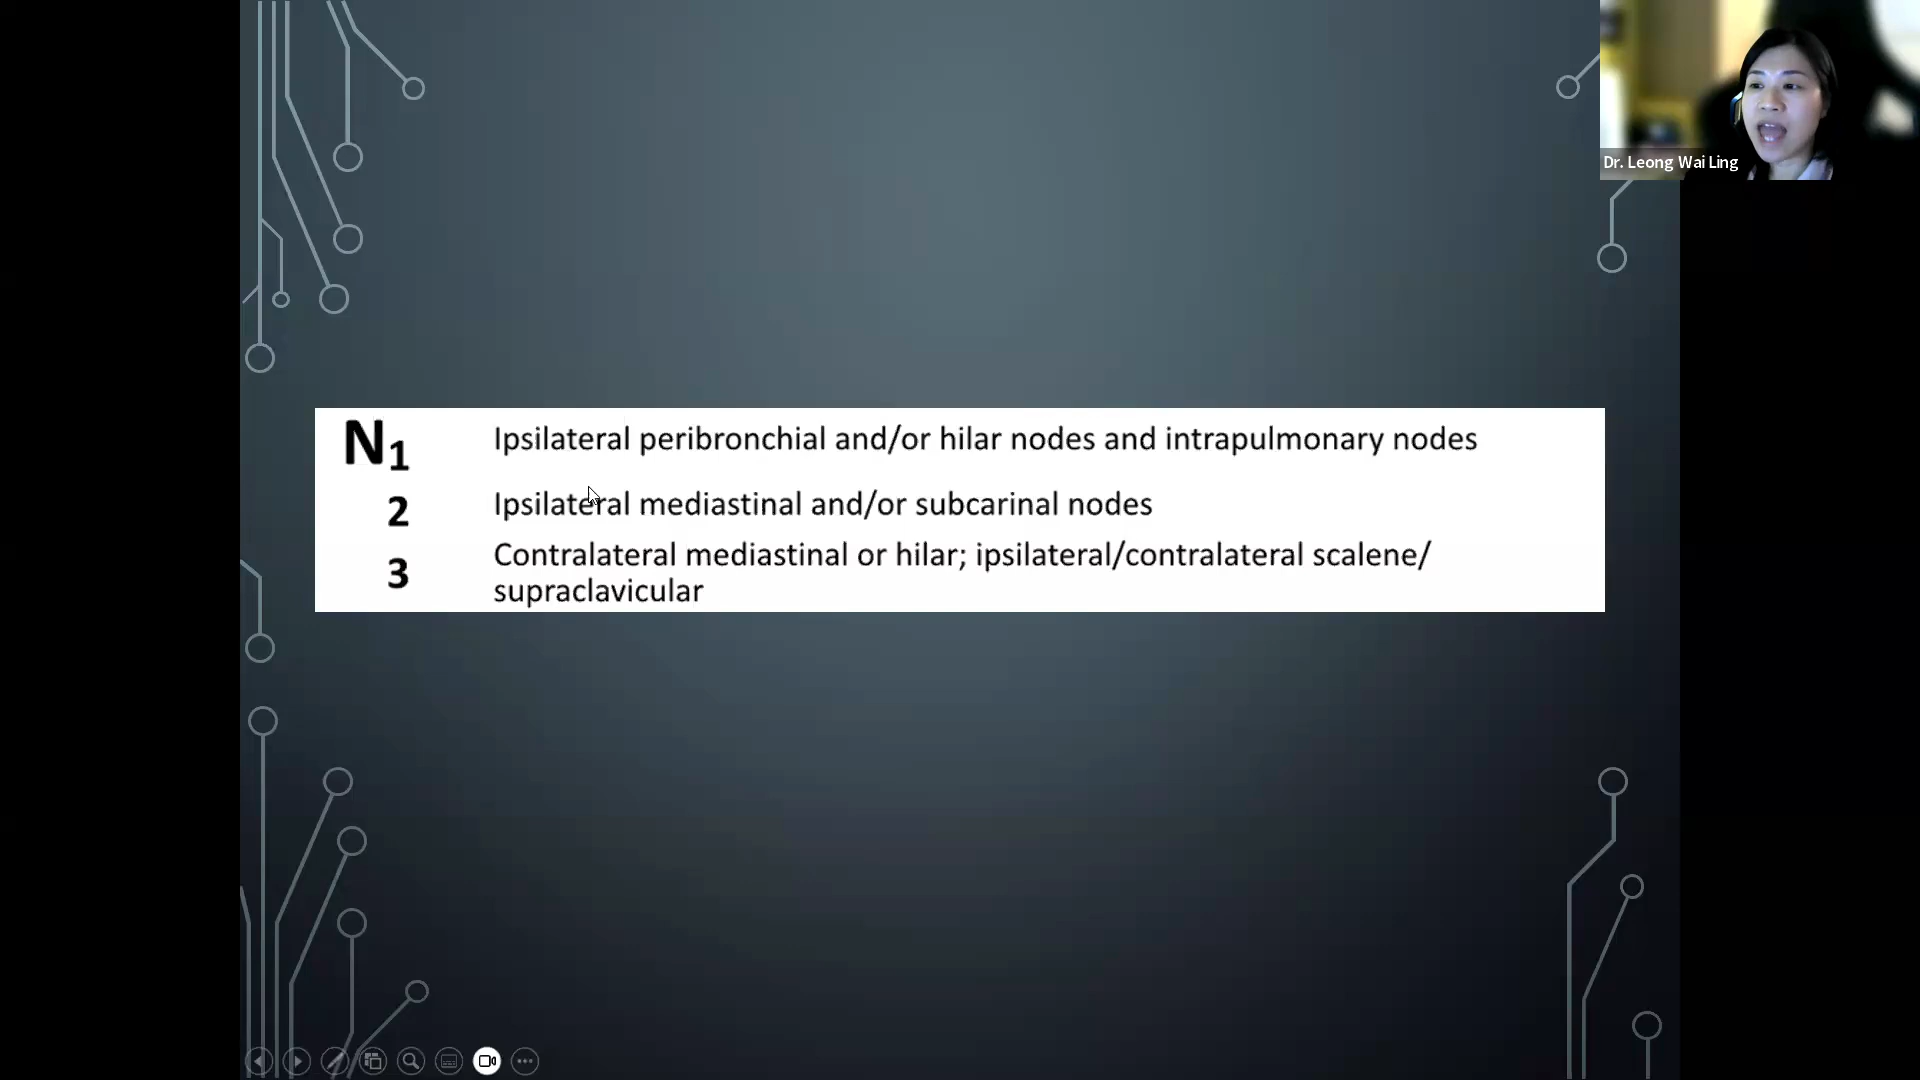 Dr. Leong Wai Ling
N1 Ipsilateral peribronchial and/or hilar nodes and intrapulmonary nodes
2 Ipsilateral mediastinal and/or subcarinal nodes
3 Contralateral mediastinal or hilar; ipsilateral/contralateral scalene/
supraclavicular